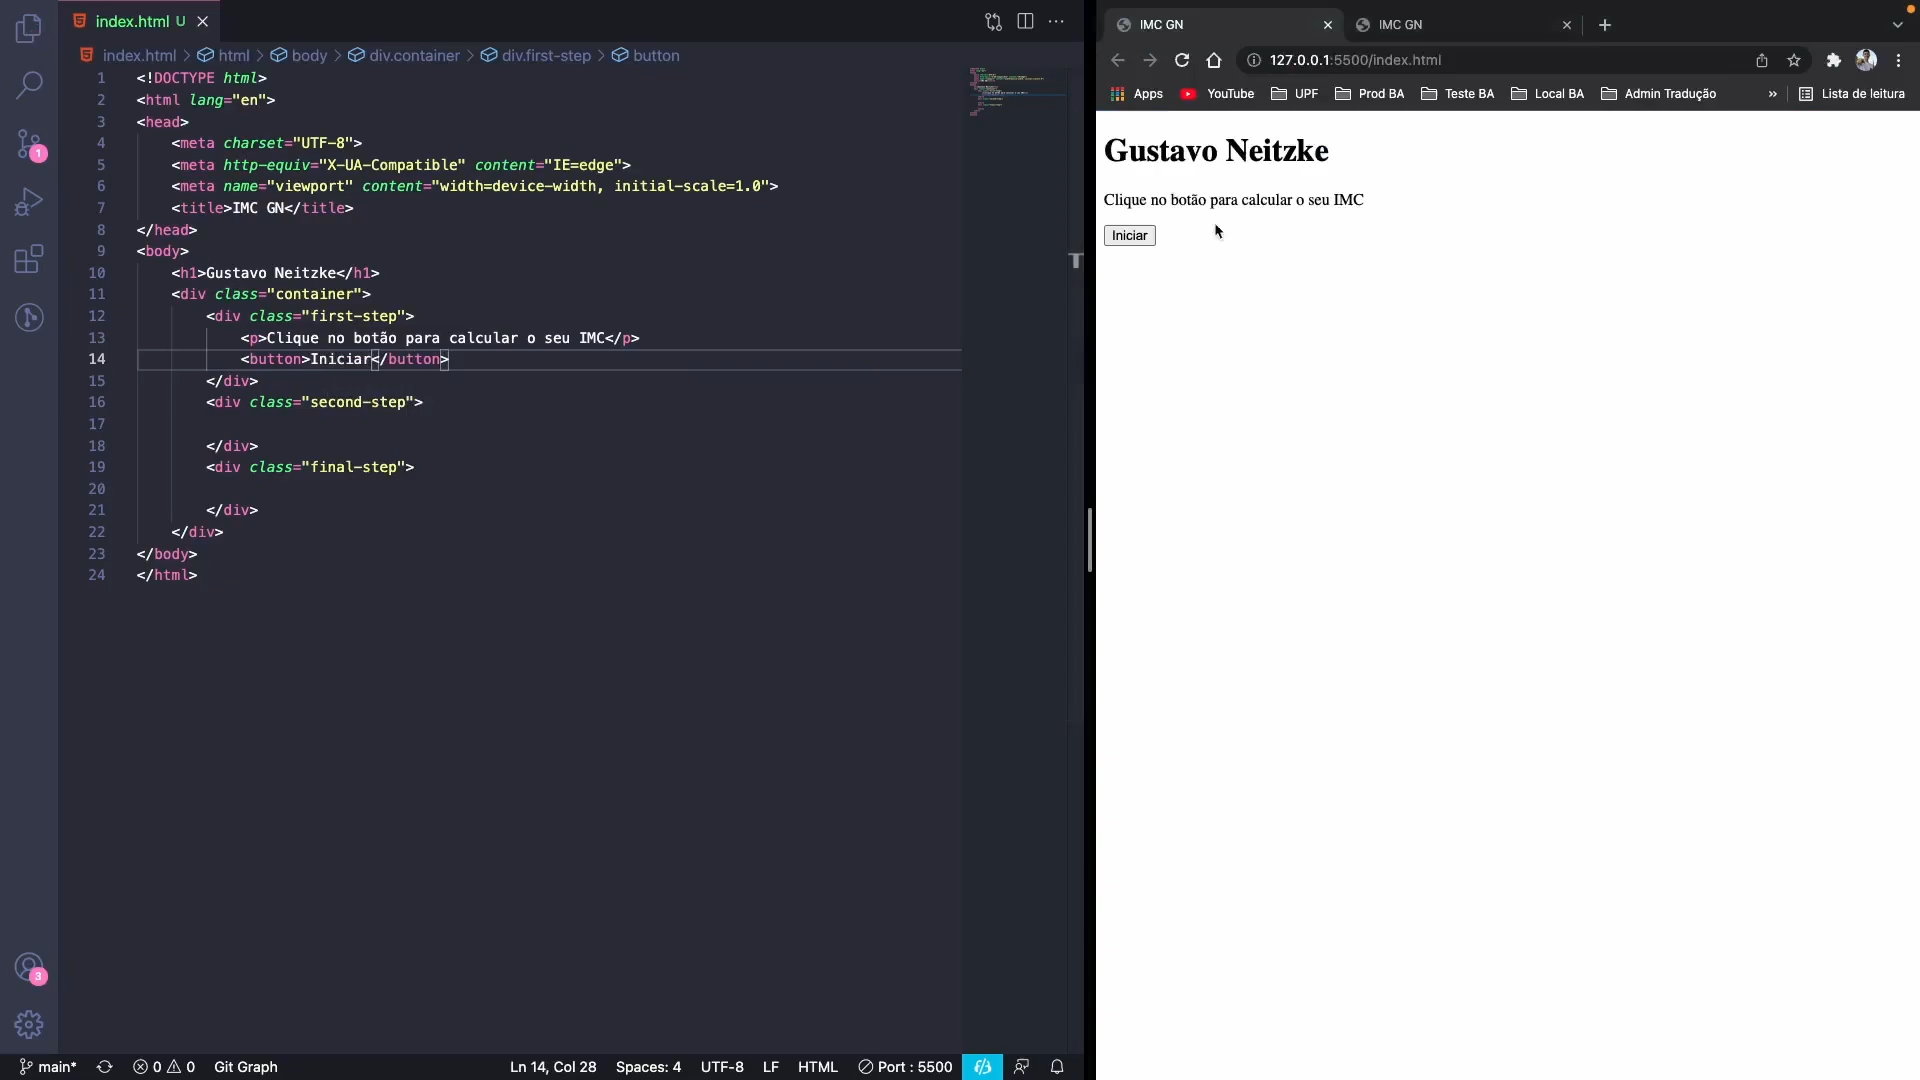 index.html U
index.html > html > body > div.container > div.first-step > button
1 <!DOCTYPE html>
2 <html lang="en">
3 <head>
4 <meta charset="UTF-8">
5 <meta http-equiv="X-UA-Compatible" content="IE=edge">
6 <meta name="viewport" content="width=device-width, initial-scale=1.0">
7 <title>IMC GN</title>
8 </head>
9 <body>
10 <h1>Gustavo Neitzke</h1>
11 <div class="container">
12 <div class="first-step">
13 <p>Clique no botão para calcular o seu IMC</p>
14 <button>Iniciar</button>
15 </div>
16 <div class="second-step">
17
18 </div>
19 <div class="final-step">
20
21 </div>
22 </div>
23 </body>
24 </html>
1
3
main* 0 0 Git Graph Ln 14, Col 28 Spaces: 4 UTF-8 LF HTML Port : 5500
T
IMC GN IMC GN
127.0.0.1:5500/index.html
Apps YouTube UPF Prod BA Teste BA Local BA Admin Tradução » Lista de leitura
Gustavo Neitzke
Clique no botão para calcular o seu IMC
Iniciar